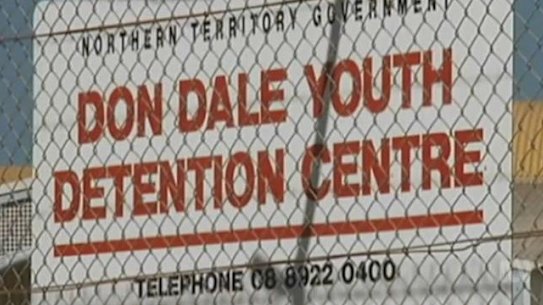 NORTHERN TERRITORY GOVERNMENT
DON DALE YOUTH
DETENTION CENTRE
TELEPHONE 08 8922 0400